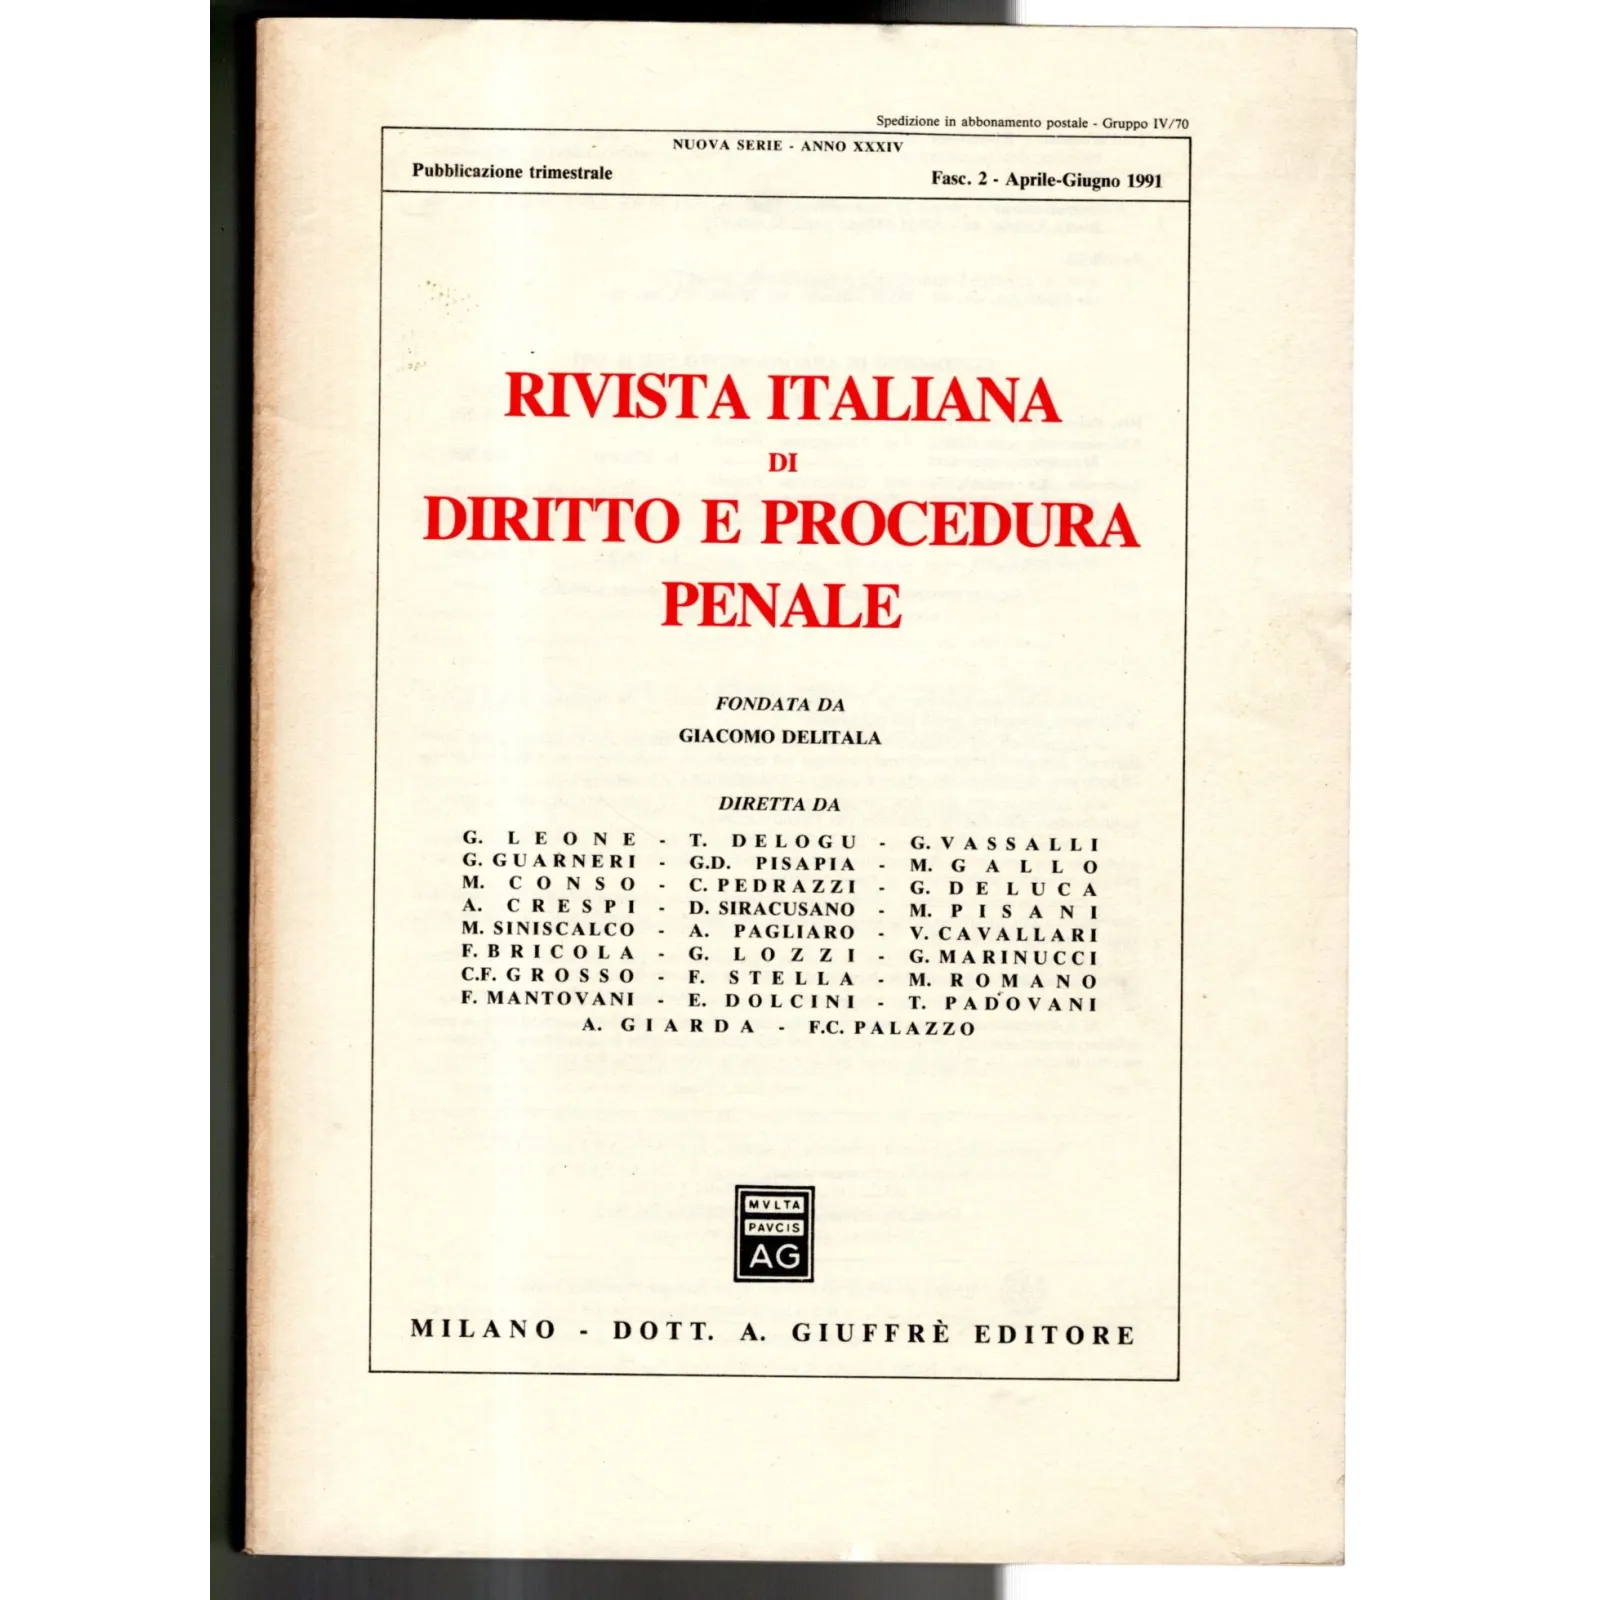 Spedizione in abbonamento postale - Gruppo IV/70
NUOVA SERIE - ANNO XXXIV
Pubblicazione trimestrale Fasc. 2 - Aprile-Giugno 1991
RIVISTA ITALIANA
DI
DIRITTO E PROCEDURA
PENALE
FONDATA DA
GIACOMO DELITALA
DIRETTA DA
G. LEONE - T. DELOGU - G. VASSALLI
G. GUARNERI - G.D. PISAPIA - M. GALLO
M. CONSO - C. PEDRAZZI - G. DE LUCA
A. CRESPI - D. SIRACUSANO - M. PISANI
M. SINISCALCO - A. PAGLIARO - V. CAVALLARI
F. BRICOLA - G. LOZZI - G. MARINUCCI
C.F. GROSSO - F. STELLA - M. ROMANO
F. MANTOVANI - E. DOLCINI - T. PADOVANI
A. GIARDA - F.C. PALAZZO
MVLTA
PAVCIS
AG
MILANO - DOTT. A. GIUFFRÈ EDITORE